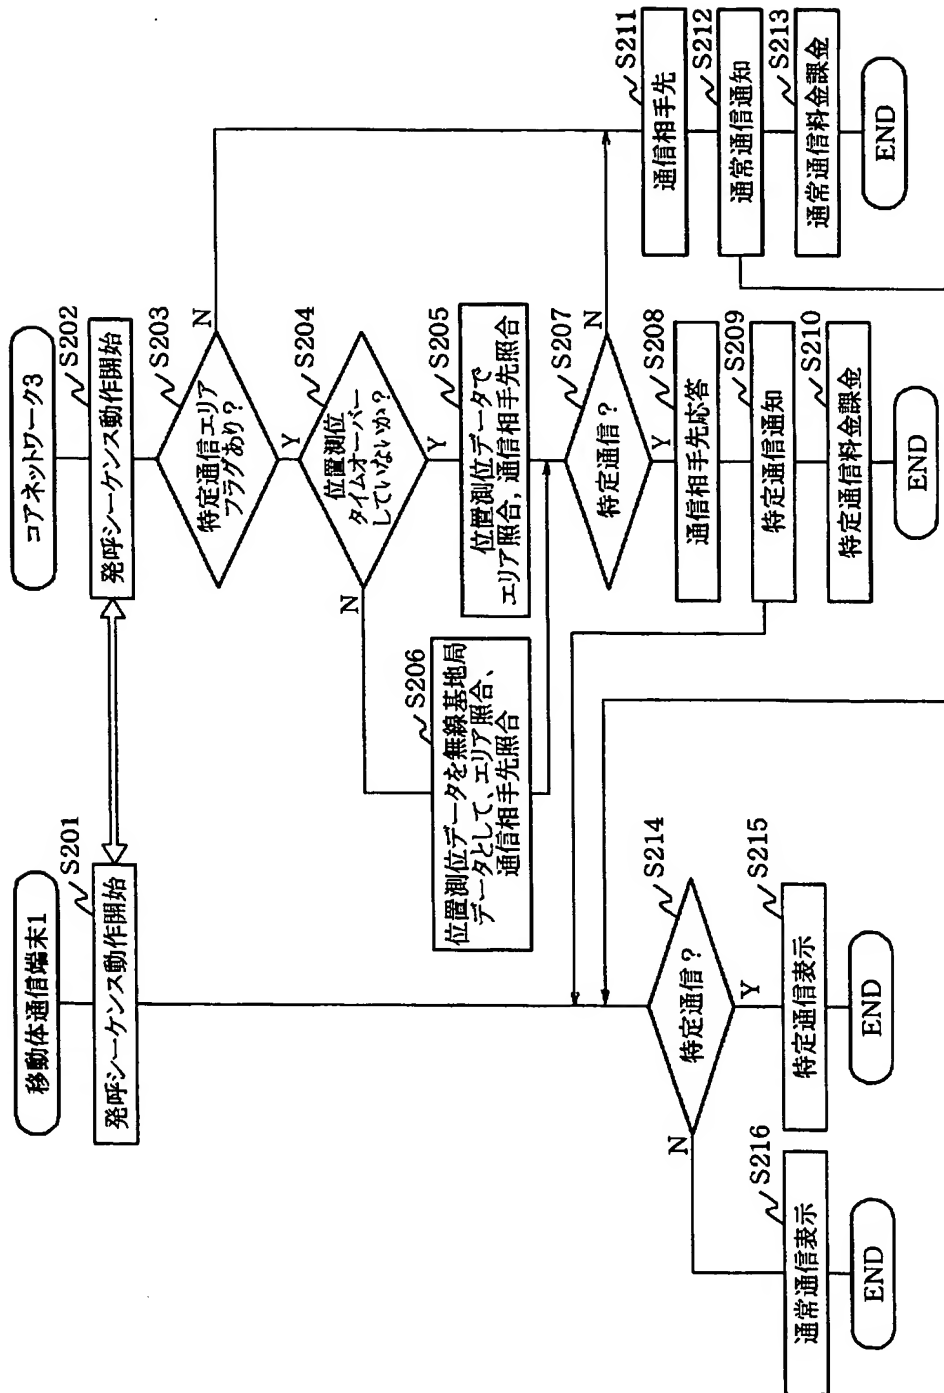 移動体通信端末1
S201
発呼シーケンス動作開始
コアネットワーク3
S202
発呼シーケンス動作開始
S203
特定通信エリア
フラグあり?
N
Y
S204
位置測位
タイムオーバー
していないか?
N
Y
S205
位置測位データで
エリア照合,通信相手先照合
S206
位置測位データを無線基地局
データとして、エリア照合、
通信相手先照合
S207
特定通信?
N
Y
S208
通信相手先応答
S209
特定通信通知
S210
特定通信料金課金
END
S211
通信相手先
S212
通常通信通知
S213
通常通信料金課金
END
S214
特定通信?
N
Y
S215
特定通信表示
END
S216
通常通信表示
END